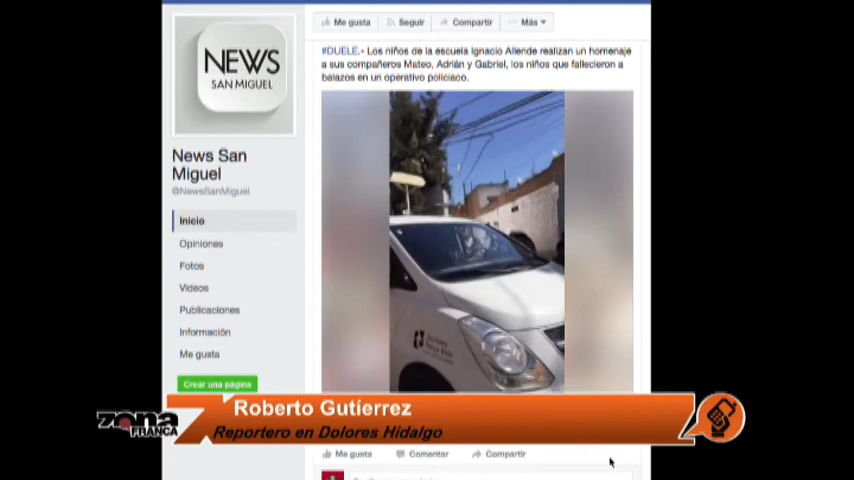 NEWS
SAN MIGUEL
News San
Miguel
@NewsSanMiguel
Inicio
Opiniones
Fotos
Videos
Publicaciones
Información
Me gusta
Crear una página
Me gusta Seguir Compartir ··· Más
#DUELE.- Los niños de la escuela Ignacio Allende realizan un homenaje
a sus compañeros Mateo, Adrián y Gabriel, los niños que fallecieron a
balazos en un operativo policiaco.
zona
FRANCA
Roberto Gutíerrez
Reportero en Dolores Hidalgo
Me gusta Comentar Compartir